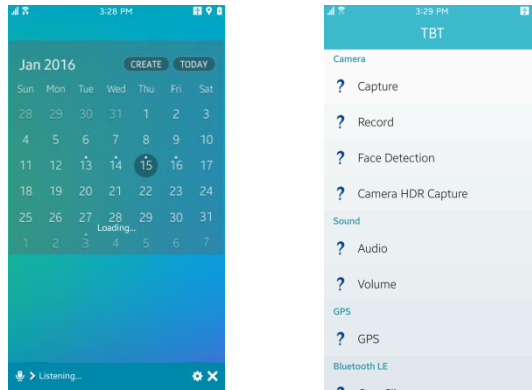 3:28 PM
Jan 2016 CREATE TODAY
Sun Mon Tue Wed Thu Fri Sat
28 29 30 31 1 2 3
4 5 6 7 8 9 10
11 12 13 14 15 16 17
18 19 20 21 22 23 24
25 26 27 28 29 30 31
Loading...
1 2 3 4 5 6 7
Listening...
3:29 PM
TBT
Camera
? Capture
? Record
? Face Detection
? Camera HDR Capture
Sound
? Audio
? Volume
GPS
? GPS
Bluetooth LE